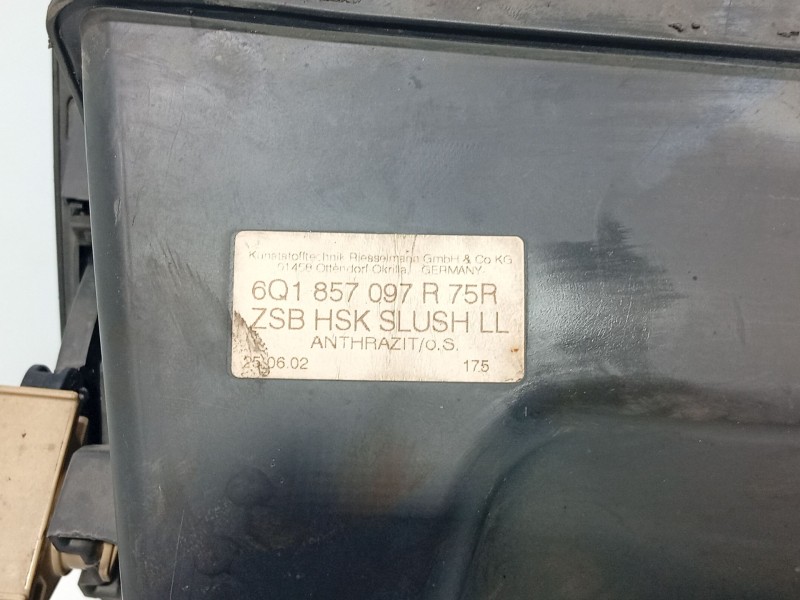 Kunststofftechnik Riesselmann GmbH & Co KG
01458 Ottendorf Okrilla, GERMANY
6Q1 857 097 R 75R
ZSB HSK SLUSH LL
ANTHRAZIT/O.S.
25.06.02 175